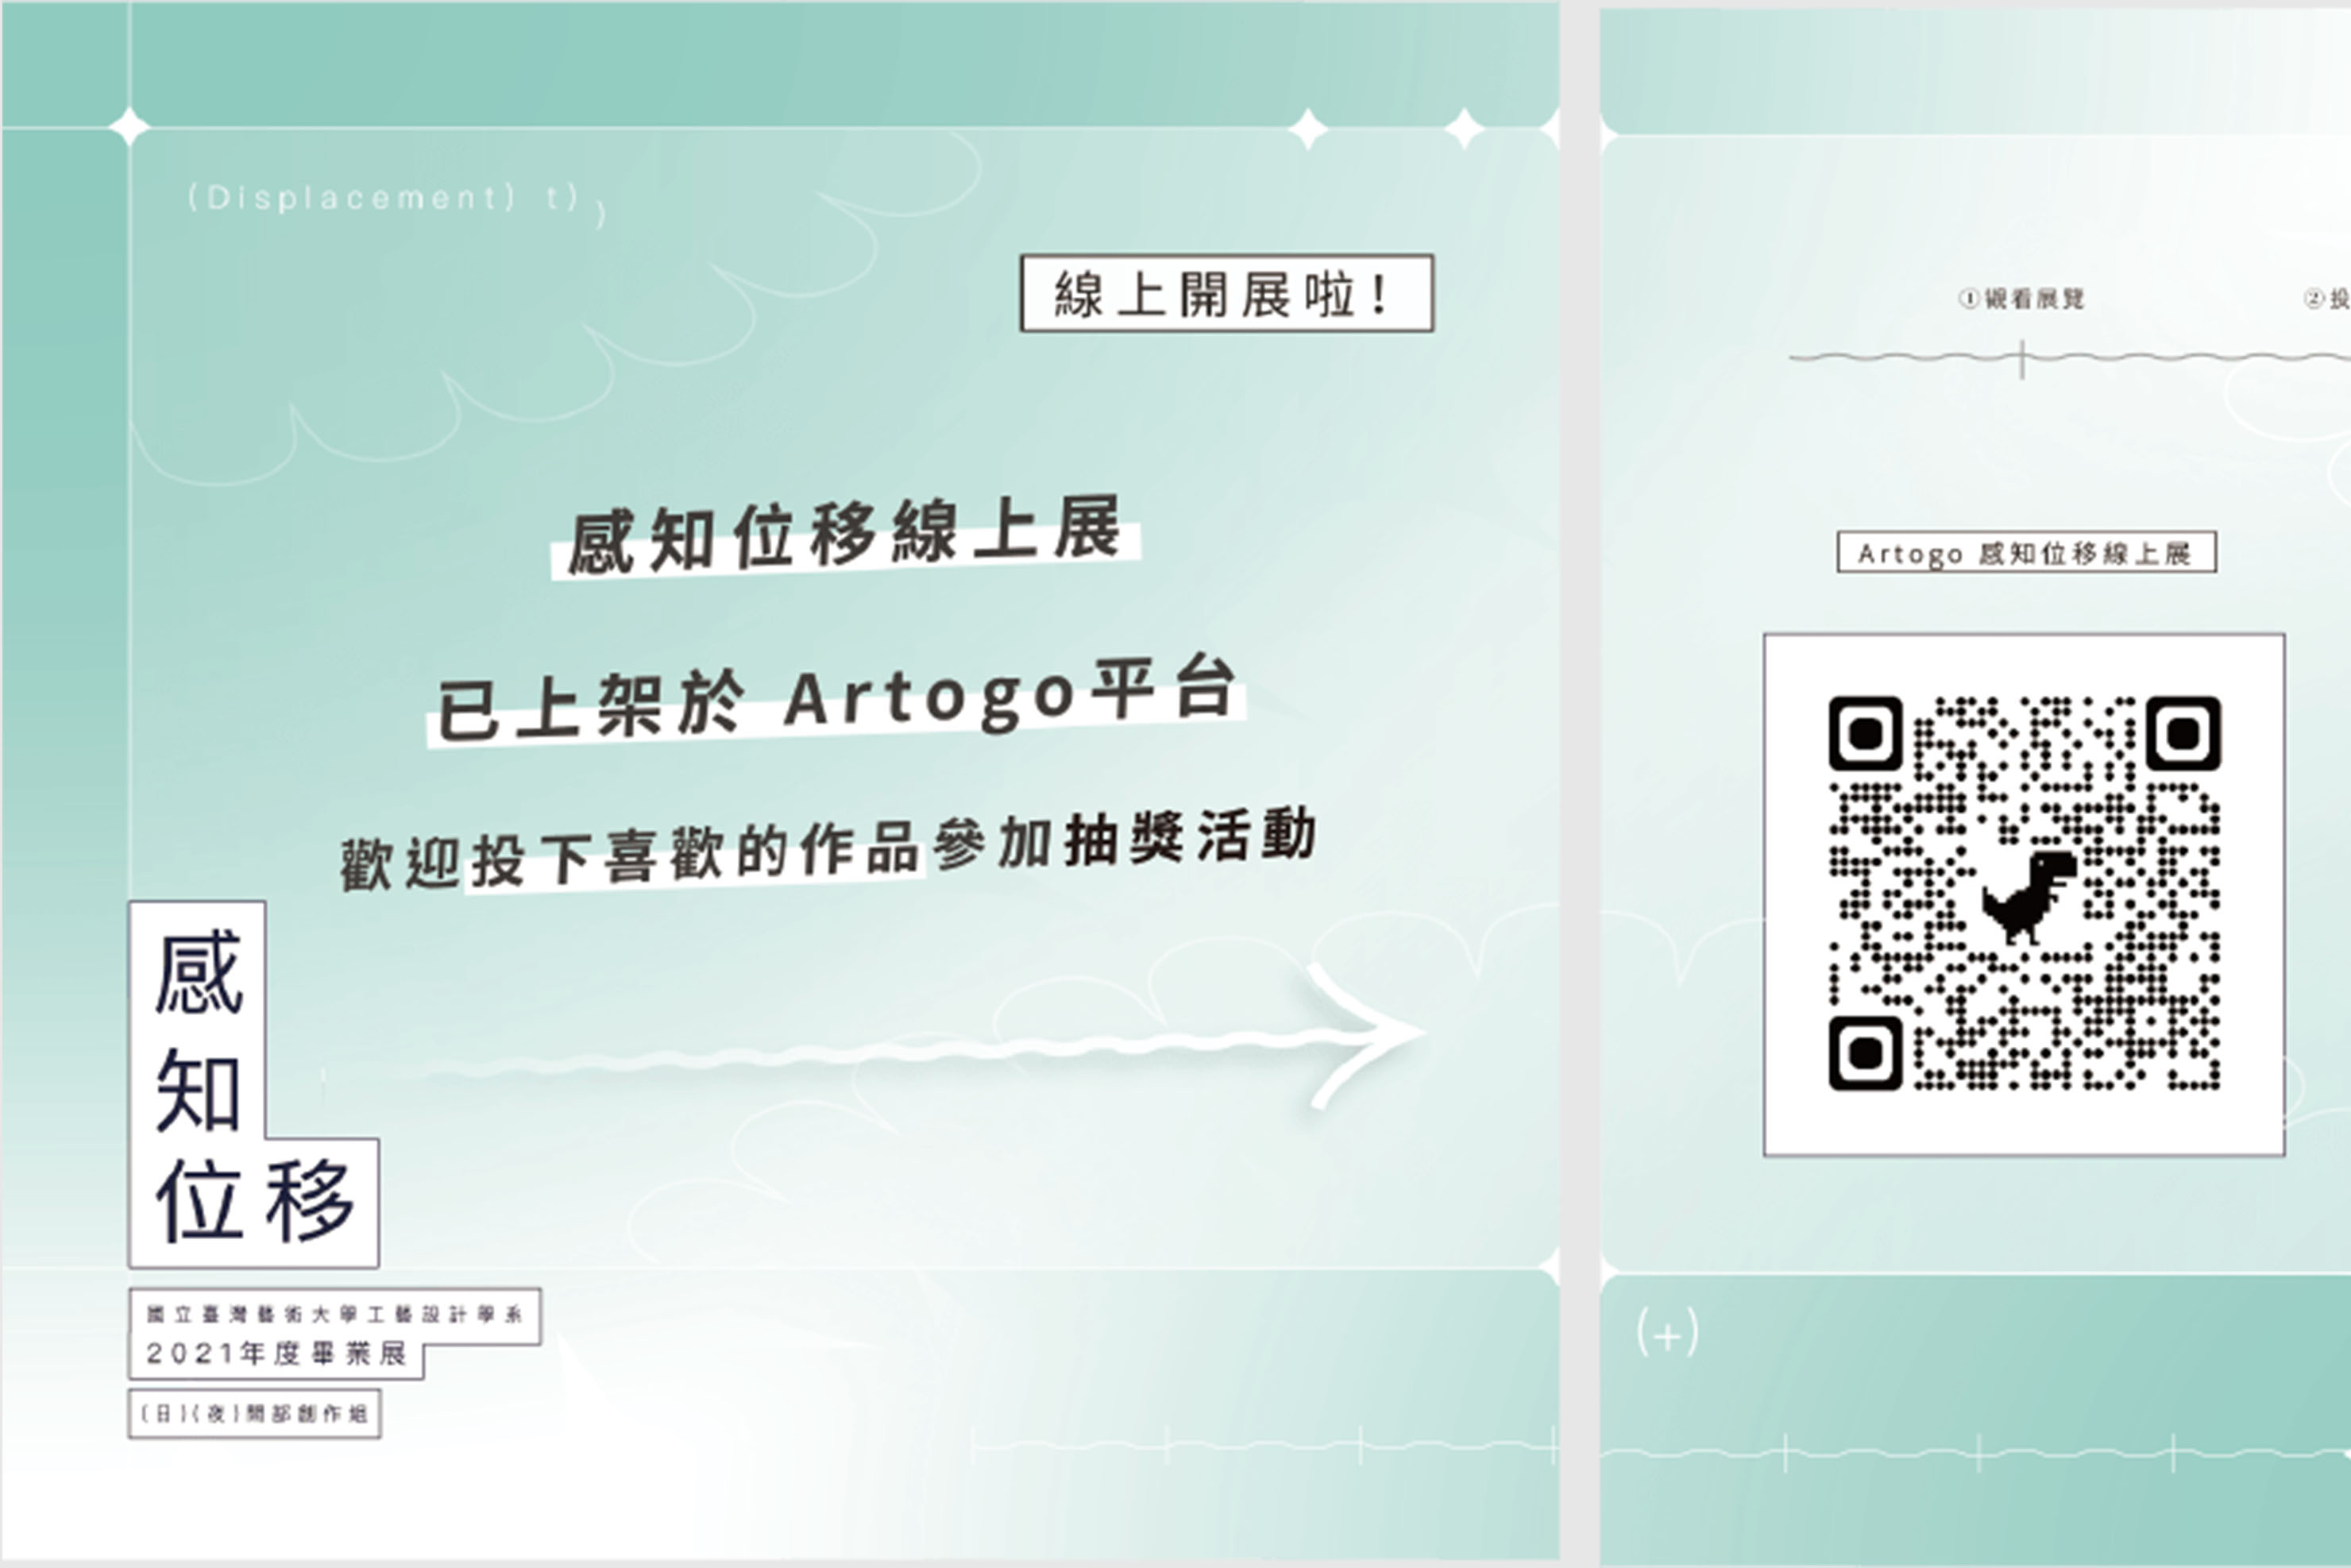 (Displacement) t) )
線上開展啦!
感知位移線上展
已上架於 Artogo平台
歡迎投下喜歡的作品參加抽獎活動
感
知
位移
國立臺灣藝術大學工藝設計學系
2021年度畢業展
(日)(夜)間部創作組
①觀看展覽
②投
Artogo 感知位移線上展
(+)